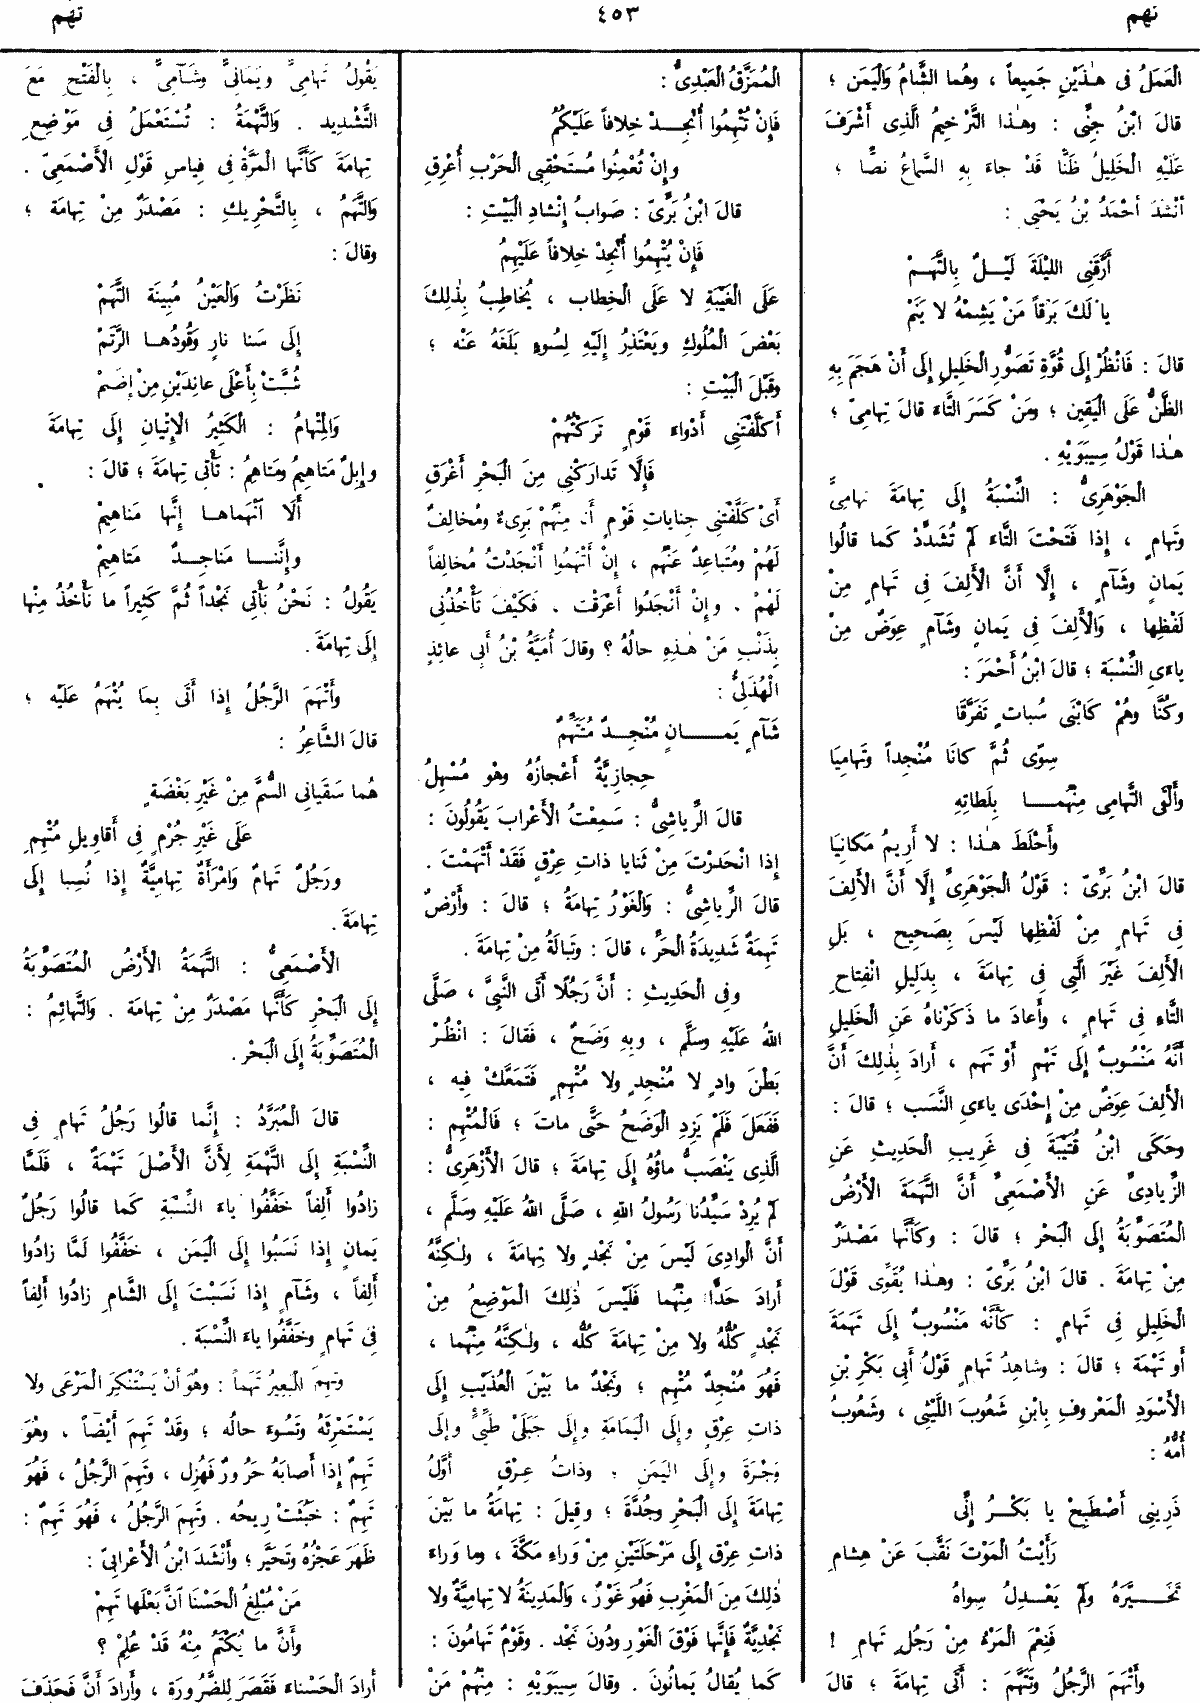 تهم
٤٥٣
تهم
الْعَمَلُ فى هٰذَيْنِ جَمِيعاً ، وهُما الشَّامُ وَالْيَمَن ؛
قالَ ابْنُ جِنِّى : وهٰذا التَّرْخِيمُ الَّذِى أَشْرَفَ
عَلَيْهِ الْخَلِيلُ ظَنًّا قَدْ جاءَ بِهِ السَّماعُ نصًّا ؛
أَنْشَدَ أَحْمَدُ بْنُ يَحْيَى :
أَرَّقَنِى اللَّيْلَةَ لَيْــلٌ بِالتَّهَــمْ
يا لَكَ بَرْقاً مَنْ يَشِمْهُ لا يَنَمْ
قالَ : فَانْظُرْ إِلَى قُوَّةِ تَصَوُّرِ الْخَلِيلِ إِلَى أَنْ هَجَمَ بِهِ
الظَّنُّ عَلَى الْيَقِين ؛ ومَنْ كَسَرَ التَّاءَ قالَ تِهامِىّ ؛
هٰذا قَوْلُ سِيبَوَيْهِ .
الْجَوْهَرِىُّ : النِّسْبَةُ إِلَى تِهامَةَ تِهامِىٌّ
وتَهامٍ ، إِذا فَتَحْتَ التَّاءَ لَمْ تُشَدِّدْ كَما قالُوا
يَمانٍ وشَآمٍ ، إِلَّا أَنَّ الْأَلِفَ فِى تَهامٍ مِنْ
لَفْظِها ، وَالْأَلِفَ فِى يَمانٍ وشَآمٍ عِوَضٌ مِنْ
ياءَىِ النِّسْبَة ؛ قالَ ابْنُ أَحْمَرَ :
وكُنَّا وهُمْ كَابْنَى سُباتٍ تَفَرَّقَا
سِوًى ثُمَّ كانَا مُنْجِداً وتَهامِيَا
وأَلْقَى التَّهامِى مِنْهُمــا بِلَطاتِهِ
وأَحْلَطَ هٰذا : لا أَرِيمُ مَكانِيَا
قالَ ابْنُ بَرِّىّ : قَوْلُ الْجَوْهَرِىِّ إِلَّا أَنَّ الْأَلِفَ
فِى تَهامٍ مِنْ لَفْظِها لَيْسَ بِصَحِيحٍ ، بَلِ
الْأَلِفَ غَيْرَ الَّتِى فِى تِهامَةَ ، بِدَلِيلِ انْفِتاحِ
التَّاءِ فِى تَهامٍ ، وأَعادَ ما ذَكَرْناهُ عَنِ الْخَلِيلِ
أَنَّهُ مَنْسُوبٌ إِلَى تَهْمٍ أَوْ تَهَم ، أَرادَ بِذٰلِكَ أَنَّ
الْأَلِفَ عِوَضٌ مِنْ إِحْدَى ياءَىِ النَّسَب ؛ قالَ :
وحَكَى ابْنُ قُتَيْبَةَ فِى غَرِيبِ الْحَدِيثِ عَنِ
الزِّيادِىِّ عَنِ الْأَصْمَعِىِّ أَنَّ التَّهَمَةَ الْأَرْضُ
الْمُتَصَوِّبَةُ إِلَى الْبَحْر ؛ قالَ : وكَأَنَّها مَصْدَرٌ
مِنْ تِهامَةَ . قالَ ابْنُ بَرِّىّ : وهٰذا يُقَوِّى قَوْلَ
الْخَلِيلِ فِى تَهامٍ : كَأَنَّهُ مَنْسُوبٌ إِلَى تَهَمَةَ
أَو تَهْمَة ؛ قالَ : وشاهِدُ تَهامٍ قَوْلُ أَبِى بَكْرِ بْنِ
الْأَسْوَدِ الْمَعْرُوفِ بِابْنِ شَعُوبَ اللَّيْثِى ، وشَعُوبُ
أُمُّهُ :
ذَرِينِى أَصْطَبِحْ يا بَكْــرُ إِنِّى
رَأَيْتُ الْمَوْتَ نَقَّبَ عَنْ هِشامِ
تَخَــيَّرَهُ ولَمْ يَعْــدِلْ سِواهُ
فَنِعْمَ الْمَرْءُ مِنْ رَجُلٍ تَهامِ !
وأَتْهَمَ الرَّجُلُ وتَتَهَّمَ : أَتَى تِهامَةَ ؛ قالَ
الْمُمَزَّقُ الْعَبْدِىُّ :
فَإِنْ تُتْهِمُوا أُنْجِــدْ خِلافاً عَلَيْكُمُ
وإِنْ تُعْمِنُوا مُسْتَحْقِبِى الْحَرْبِ أُعْرِقِ
قالَ ابْنُ بَرِّىّ : صَوابُ إِنْشادِ الْبَيْتِ :
فَإِنْ يُتْهِمُوا أُنْجِدْ خِلافاً عَلَيْهِمُ
عَلَى الْغَيْبَةِ لا عَلَى الْخِطاب ، يُخاطِبُ بِذٰلِكَ
بَعْضَ الْمُلُوكِ ويَعْتَذِرُ إِلَيْهِ لِسُوءٍ بَلَغَهُ عَنْه ؛
وقَبْلَ الْبَيْتِ :
أَكَلَّفْتَنِى أَدْواءَ قَوْمٍ تَرَكْتُهُمْ
فَإِلَّا تَدارَكْنِى مِنَ الْبَحْرِ أَغْرَقِ
أَىْ كَلَّفْتَنِى جِناياتِ قَوْمٍ أَنا مِنْهُمْ بَرِىءٌ ومُخالِفٌ
لَهُمْ ومُتَباعِدٌ عَنْهُم ، إِنْ أَتْهَمُوا أَنْجَدْتُ مُخالِفاً
لَهُمْ . وإِنْ أَنْجَدُوا أَعْرَقْت . فَكَيْفَ تَأْخُذُنِى
بِذَنْبِ مَنْ هٰذِهِ حالُهُ ؟ وقالَ أُمَيَّةُ بْنُ أَبِى عائِذٍ
الْهُذَلِىُّ :
شَآمٍ يَمــانٍ مُنْجِــدٌ مُتَتَهِّمٌ
حِجازِيَّةٌ أَعْجازُهُ وهْوَ مُسْهِلُ
قالَ الرِّياشِىُّ : سَمِعْتُ الْأَعْرابَ يَقُولُونَ :
إِذا انْحَدَرْتَ مِنْ ثَنايا ذاتِ عِرْقٍ فَقَدْ أَتْهَمْتَ .
قالَ الرِّياشِىُّ : وَالْغَوْرُ تِهامَةُ ؛ قالَ : وأَرْضٌ
تَهِمَةٌ شَدِيدَةُ الْحَرِّ ، قالَ : وتَبالَةُ مِنْ تِهامَةَ .
وفِى الْحَدِيثِ : أَنَّ رَجُلًا أَتَى النَّبِىَّ ، صَلَّى
اللهُ عَلَيْهِ وسَلَّم ، وبِهِ وَضَحٌ ، فَقالَ : انْظُرْ
بَطْنَ وادٍ لا مُنْجِدٍ ولا مُتْهِمٍ فَتَمَعَّكْ فِيه ،
فَفَعَلَ فَلَمْ يَزِدِ الْوَضَحُ حَتَّى ماتَ ؛ فَالْمُتْهِم :
الَّذِى يَنْصَبُّ ماؤُهُ إِلَى تِهامَةَ ؛ قالَ الْأَزْهَرِىُّ :
لَمْ يُرِدْ سَيِّدُنا رَسُولُ اللهِ ، صَلَّى اللهُ عَلَيْهِ وسَلَّم ،
أَنَّ الْوادِىَ لَيْسَ مِنْ نَجْدٍ ولا تِهامَةَ ، ولٰكِنَّهُ
أَرادَ حَدًّا مِنْهُما فَلَيْسَ ذٰلِكَ الْمَوْضِعُ مِنْ
نَجْدٍ كُلُّهُ ولا مِنْ تِهامَةَ كُلُّه ، ولٰكِنَّهُ مِنْهُما ،
فَهُوَ مُنْجِدٌ مُتْهِم ؛ ونَجْدٌ ما بَيْنَ الْعُذَيْبِ إِلَى
ذاتِ عِرْقٍ وإِلَى الْيَمامَةِ وإِلَى جَبَلَىْ طَيِّئٍ وإِلَى
وَجْرَةَ وإِلَى الْيَمَنِ ؛ وذاتُ عِرْقٍ أَوَّلُ
تِهامَةَ إِلَى الْبَحْرِ وجُدَّةَ ؛ وقِيلَ : تِهامَةُ ما بَيْنَ
ذاتِ عِرْقٍ إِلَى مَرْحَلَتَيْنِ مِنْ وَراءِ مَكَّةَ ، وما وَراءَ
ذٰلِكَ مِنَ الْمَغْرِبِ فَهُوَ غَوْرٌ ، وَالْمَدِينَةُ لا تِهامِيَّةٌ ولا
نَجْدِيَّةٌ فَإِنَّها فَوْقَ الْغَوْرِ ودُونَ نَجْد . وقَوْمٌ تَهامُونَ :
كَما يُقالُ يَمانُونَ . وقالَ سِيبَوَيْهِ : مِنْهُمْ مَنْ
يَقُولُ تَهامِىٌّ ويَمانِىٌّ وشَآمِىٌّ ، بِالْفَتْحِ مَعَ
التَّشْدِيد . وَالتَّهْمَةُ : تُسْتَعْمَلُ فِى مَوْضِعِ
تِهامَةَ كَأَنَّها الْمَرَّةُ فِى قِياسِ قَوْلِ الْأَصْمَعِىّ .
وَالتَّهَمُ ، بِالتَّحْرِيكِ : مَصْدَرٌ مِنْ تِهامَة ؛
وقالَ :
نَظَرْتُ وَالْعَيْنُ مُبِينَة التَّهَمْ
إِلَى سَنا نارٍ وَقُودُهــا الرَّتَمْ
شُبَّتْ بِأَعْلَى عانِدَيْنِ مِنْ إِضَمْ
وَالْمِتْهامُ : الْكَثِيرُ الْإِتْيانِ إِلَى تِهامَةَ
وإِبِلٌ مَتاهِيمُ ومَتاهِمُ : تَأْتِى تِهامَةَ ؛ قالَ :
أَلَا انْهَماهــا إِنَّها مَناهِيمْ
وإِنَّنــا مَناجِــدٌ مَتاهِيمْ
يَقُولُ : نَحْنُ نَأْتِى نَجْداً ثُمَّ كَثِيراً ما نَأْخُذُ مِنْها
إِلَى تِهامَةَ .
وأَتْهَمَ الرَّجُلُ إِذا أَتَى بِمَا يُتْهَمُ عَلَيْه ؛
قالَ الشَّاعِرُ :
هُما سَقَيانِى السُّمَّ مِنْ غَيْرِ بَغْضَةٍ
عَلَى غَيْرِ جُرْمٍ فِى أَقاوِيلِ مُتْهِمِ
ورَجُلٌ تَهامٌ وَامْرَأَةٌ تِهامِيَّةٌ إِذا نُسِبا إِلَى
تِهامَةَ .
الْأَصْمَعِىُّ : التَّهَمَةُ الْأَرْضُ الْمُتَصَوِّبَةُ
إِلَى الْبَحْرِ كَأَنَّها مَصْدَرٌ مِنْ تِهامَة . وَالتَّهائِمُ :
الْمُتَصَوِّبَةُ إِلَى الْبَحْر .
قالَ الْمُبَرَّدُ : إِنَّما قالُوا رَجُلُ تَهامٍ فِى
النِّسْبَةِ إِلَى التَّهْمَةِ لِأَنَّ الْأَصْلَ تَهْمَةٌ ، فَلَمَّا
زادُوا أَلِفاً خَفَّفُوا ياءَ النِّسْبَةِ كَما قالُوا رَجُلٌ
يَمانٍ إِذا نَسَبُوا إِلَى الْيَمَن ، خَفَّفُوا لَمَّا زادُوا
أَلِفاً ، وشَآمٍ إِذا نَسَبْتَ إِلَى الشَّامِ زادُوا أَلِفاً
فِى تَهامٍ وخَفَّفُوا ياءَ النِّسْبَة .
وتَهِمَ الْبَعِيرُ تَهَماً : وهُوَ أَنْ يَسْتَنْكِرَ الْمَرْعَى ولا
يَسْتَمْرِئَهُ وتَسُوءَ حالُه ؛ وقَدْ تَهِمَ أَيْضاً ، وهُوَ
تَهِمٌ إِذا أَصابَهُ حَرُورٌ فَهُزِل ، وتَهِمَ الرَّجُلُ ، فَهُوَ
تَهِمٌ : خَبُثَتْ رِيحُه . وتَهِمَ الرَّجُلُ ، فَهُوَ تَهِمٌ :
ظَهَرَ عَجْزُهُ وتَحَيَّر ؛ وأَنْشَدَ ابْنُ الْأَعْرابِىّ :
مَنْ مُبْلِغُ الْحَسْنَا انَّ بَعْلَها تَهِمْ
وأَنَّ ما يُكْتَمُ مِنْهُ قَدْ عُلِمْ ؟
أَرادَ الْحَسْناءَ فَقَصَرَ لِلضَّرُورَة ، وأَرادَ أَنَّ فَحَذَفَ